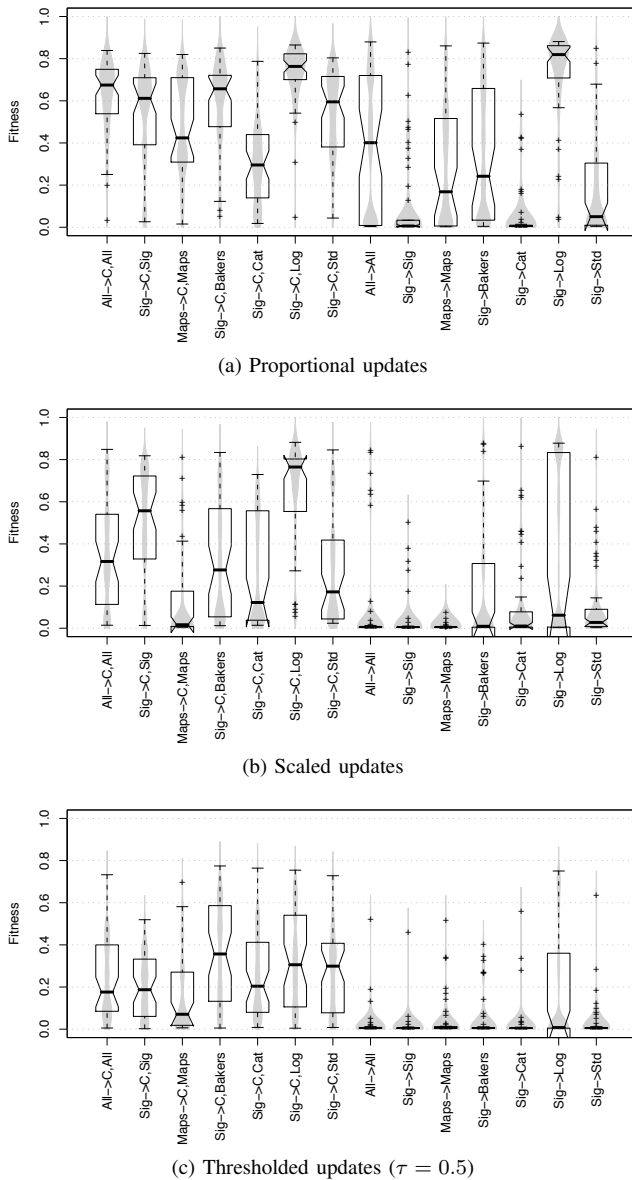 1.0
0.8
0.6
0.4
0.2
0.0
Fitness
All−>C,All
Sig−>C,Sig
Maps−>C,Maps
Sig−>C,Bakers
Sig−>C,Cat
Sig−>C,Log
Sig−>C,Std
All−>All
Sig−>Sig
Maps−>Maps
Sig−>Bakers
Sig−>Cat
Sig−>Log
Sig−>Std
(a) Proportional updates
1.0
0.8
0.6
0.4
0.2
0.0
Fitness
All−>C,All
Sig−>C,Sig
Maps−>C,Maps
Sig−>C,Bakers
Sig−>C,Cat
Sig−>C,Log
Sig−>C,Std
All−>All
Sig−>Sig
Maps−>Maps
Sig−>Bakers
Sig−>Cat
Sig−>Log
Sig−>Std
(b) Scaled updates
1.0
0.8
0.6
0.4
0.2
0.0
Fitness
All−>C,All
Sig−>C,Sig
Maps−>C,Maps
Sig−>C,Bakers
Sig−>C,Cat
Sig−>C,Log
Sig−>C,Std
All−>All
Sig−>Sig
Maps−>Maps
Sig−>Bakers
Sig−>Cat
Sig−>Log
Sig−>Std
(c) Thresholded updates (τ = 0.5)